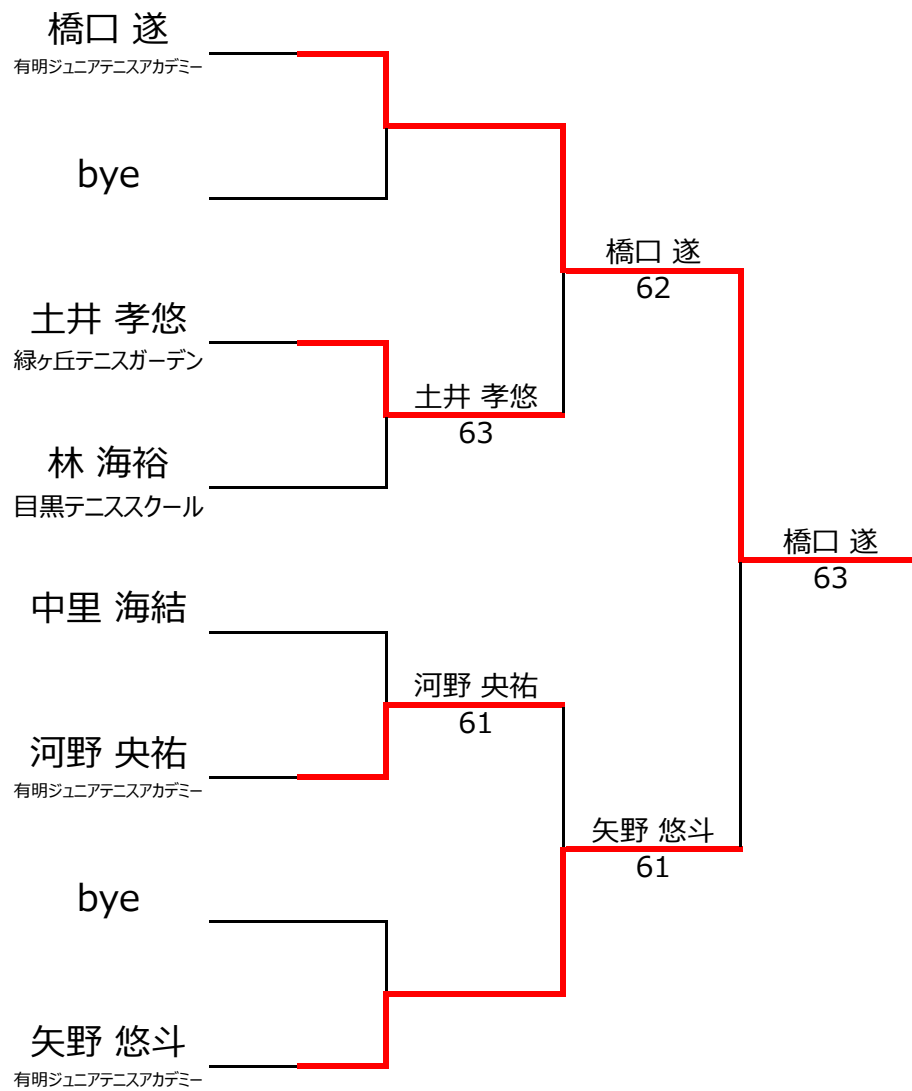 橋口 遂
有明ジュニアテニスアカデミー
bye
土井 孝悠
緑ヶ丘テニスガーデン
林 海裕
目黒テニススクール
中里 海結
河野 央祐
有明ジュニアテニスアカデミー
bye
矢野 悠斗
有明ジュニアテニスアカデミー
土井 孝悠
63
河野 央祐
61
橋口 遂
62
矢野 悠斗
61
橋口 遂
63